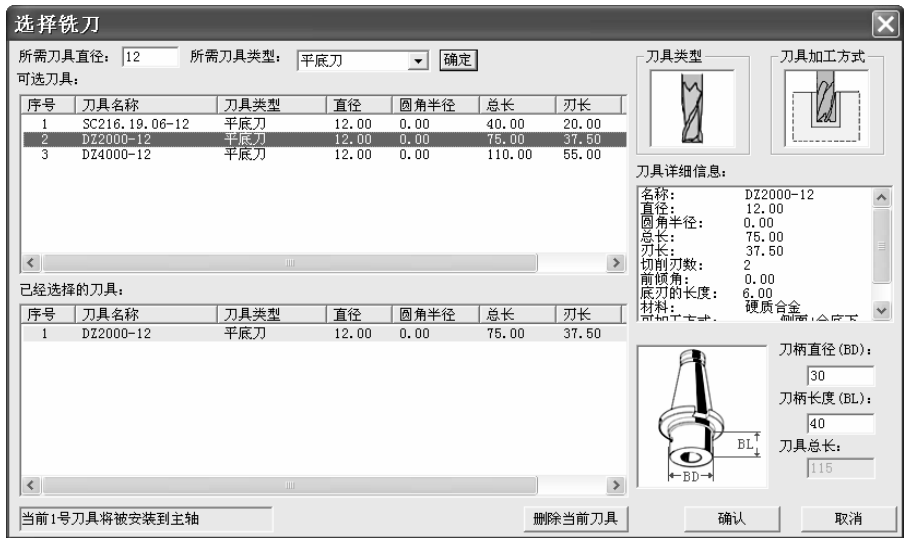 选择铣刀
所需刀具直径： 12 所需刀具类型： 平底刀 确定
可选刀具：
序号 刀具名称 刀具类型 直径 圆角半径 总长 刃长
1 SC216.19.06-12 平底刀 12.00 0.00 40.00 20.00
2 DZ2000-12 平底刀 12.00 0.00 75.00 37.50
3 DZ4000-12 平底刀 12.00 0.00 110.00 55.00
已经选择的刀具：
序号 刀具名称 刀具类型 直径 圆角半径 总长 刃长
1 DZ2000-12 平底刀 12.00 0.00 75.00 37.50
当前1号刀具将被安装到主轴
删除当前刀具
刀具类型
刀具加工方式
刀具详细信息：
名称： DZ2000-12
直径： 12.00
圆角半径： 0.00
总长： 75.00
刃长： 37.50
切削刃数： 2
前倾角： 0.00
底刃的长度： 6.00
材料： 硬质合金
BL
BD
刀柄直径(BD)：
30
刀柄长度(BL)：
40
刀具总长：
115
确认
取消